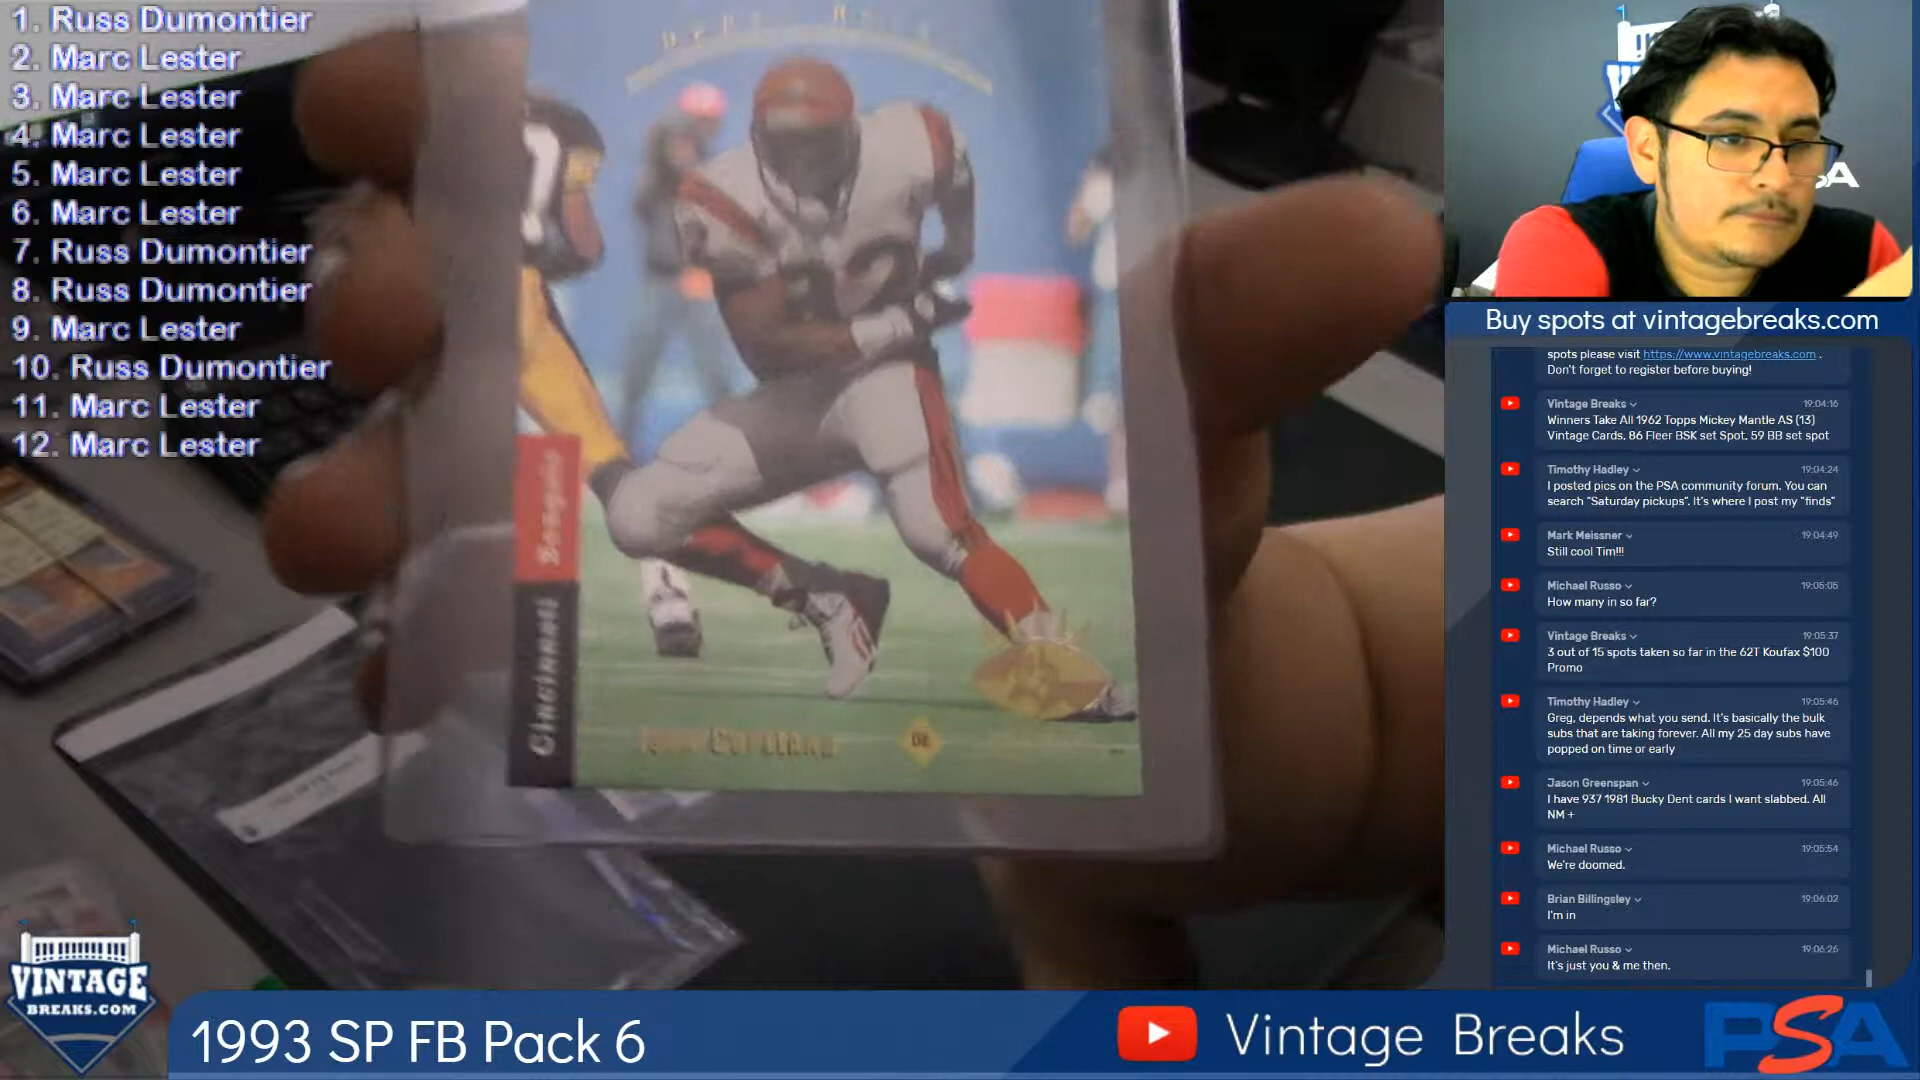 1. Russ Dumontier
2. Marc Lester
3. Marc Lester
4. Marc Lester
5. Marc Lester
6. Marc Lester
7. Russ Dumontier
8. Russ Dumontier
9. Marc Lester
10. Russ Dumontier
11. Marc Lester
12. Marc Lester
Cincinnati Bengals
COPELAND
DE
VINTAGE
BREAKS.COM
1993 SP FB Pack 6
Vintage Breaks
PSA
Buy spots at vintagebreaks.com
spots please visit https://www.vintagebreaks.com .
Don't forget to register before buying!
Vintage Breaks 19:04:16
Winners Take All 1962 Topps Mickey Mantle AS (13)
Vintage Cards, 86 Fleer BSK set Spot, 59 BB set spot
Timothy Hadley 19:04:24
I posted pics on the PSA community forum. You can
search "Saturday pickups". It's where I post my "finds"
Mark Meissner 19:04:49
Still cool Tim!!!
Michael Russo 19:05:05
How many in so far?
Vintage Breaks 19:05:37
3 out of 15 spots taken so far in the 62T Koufax $100
Promo
Timothy Hadley 19:05:46
Greg, depends what you send. It's basically the bulk
subs that are taking forever. All my 25 day subs have
popped on time or early
Jason Greenspan 19:05:46
I have 937 1981 Bucky Dent cards I want slabbed. All
NM +
Michael Russo 19:05:54
We're doomed.
Brian Billingsley 19:06:02
I'm in
Michael Russo 19:06:26
It's just you & me then.